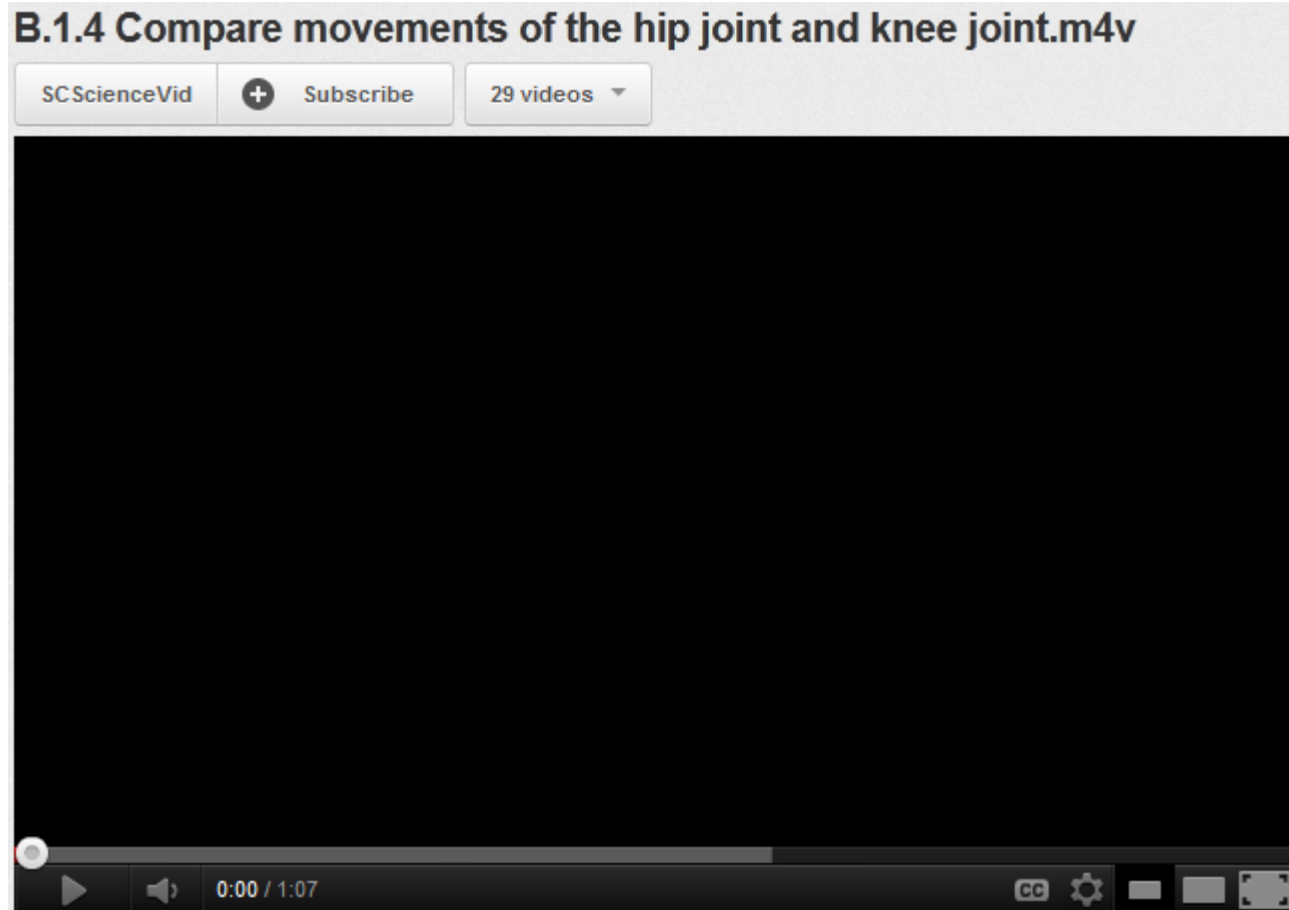 B.1.4 Compare movements of the hip joint and knee joint.m4v
SCScienceVid Subscribe 29 videos
0:00 / 1:07 CC